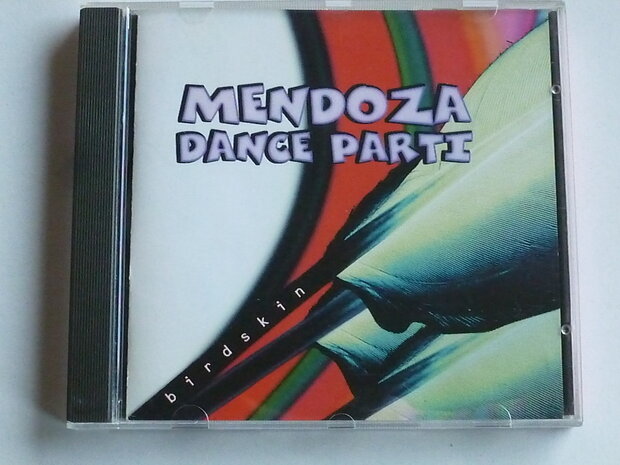 MENDOZA
DANCE PARTI
birdskin